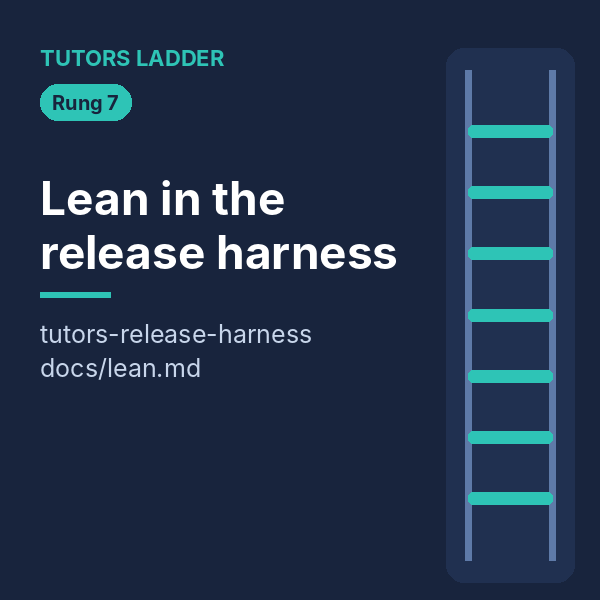 TUTORS LADDER
Rung 7
Lean in the
release harness
tutors-release-harness
docs/lean.md